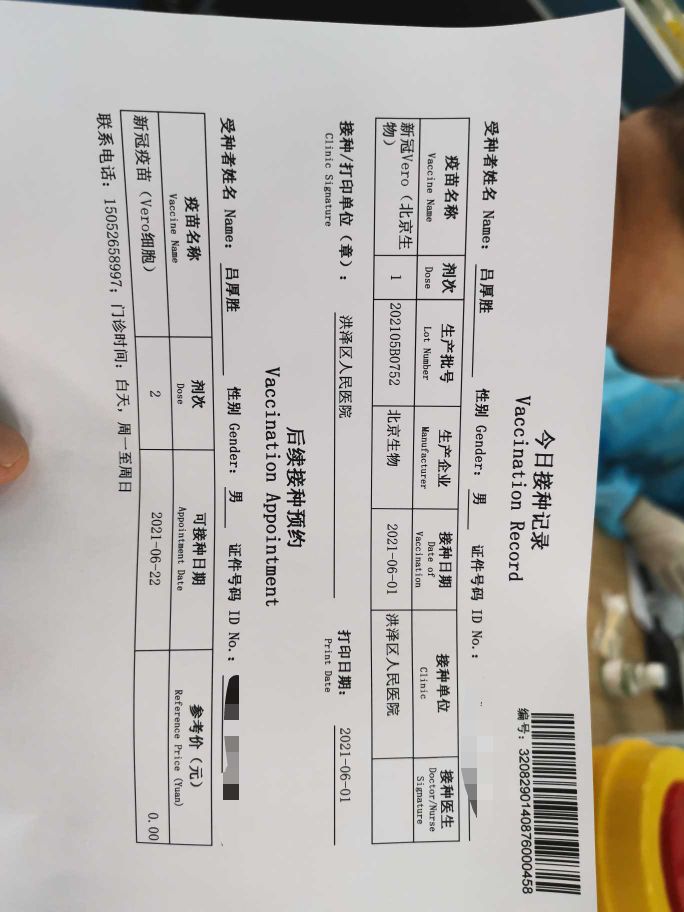 今日接种记录
Vaccination Record
编号：3208290140876000458
受种者姓名 Name： 吕厚胜 性别 Gender： 男 证件号码 ID No.：
疫苗名称 剂次 生产批号 生产企业 接种日期 接种单位 接种医生
Vaccine Name Dose Lot Number Manufacturer Date of Vaccination Clinic Doctor/Nurse Signature
新冠Vero（北京生物） 1 202105B0752 北京生物 2021-06-01 洪泽区人民医院
接种/打印单位（章）： 洪泽区人民医院 打印日期： 2021-06-01
Clinic Signature Print Date
后续接种预约
Vaccination Appointment
受种者姓名 Name： 吕厚胜 性别 Gender： 男 证件号码 ID No.：
疫苗名称 剂次 可接种日期 参考价（元）
Vaccine Name Dose Appointment Date Reference Price (Yuan)
新冠疫苗（Vero细胞） 2 2021-06-22 0.00
联系电话：15052658997；门诊时间：白天，周一至周日